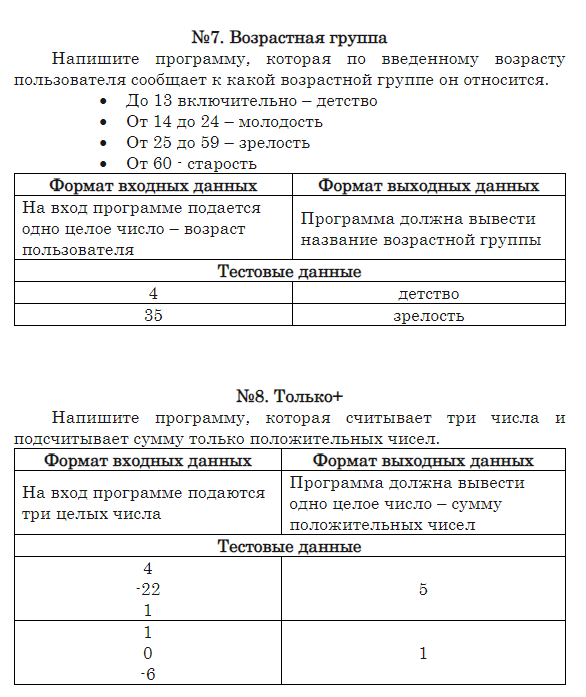 №7. Возрастная группа
Напишите программу, которая по введенному возрасту
пользователя сообщает к какой возрастной группе он относится.
• До 13 включительно – детство
• От 14 до 24 – молодость
• От 25 до 59 – зрелость
• От 60 - старость
Формат входных данных
Формат выходных данных
На вход программе подается
одно целое число – возраст
пользователя
Программа должна вывести
название возрастной группы
Тестовые данные
4
детство
35
зрелость
№8. Только+
Напишите программу, которая считывает три числа и
подсчитывает сумму только положительных чисел.
Формат входных данных
Формат выходных данных
На вход программе подаются
три целых числа
Программа должна вывести
одно целое число – сумму
положительных чисел
Тестовые данные
4
-22
1
5
1
0
-6
1